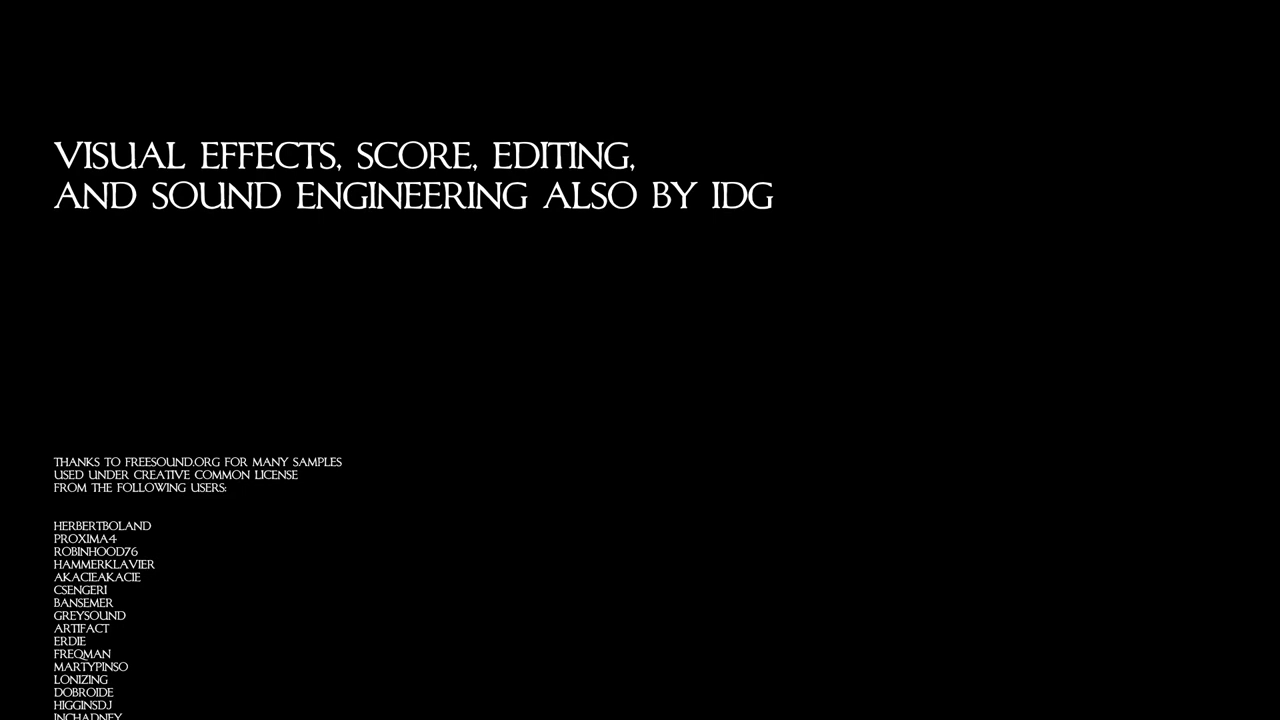 VISUAL EFFECTS, SCORE, EDITING,
AND SOUND ENGINEERING ALSO BY IDG
THANKS TO FREESOUND.ORG FOR MANY SAMPLES
USED UNDER CREATIVE COMMON LICENSE
FROM THE FOLLOWING USERS:
HERBERTBOLAND
PROXIMA4
ROBINHOOD76
HAMMERKLAVIER
AKACIEAKACIE
CSENGERI
BANSEMER
GREYSOUND
ARTIFACT
ERDIE
FREQMAN
MARTYPINSO
LONIZING
DOBROIDE
HIGGINSDJ
INCHADNEY